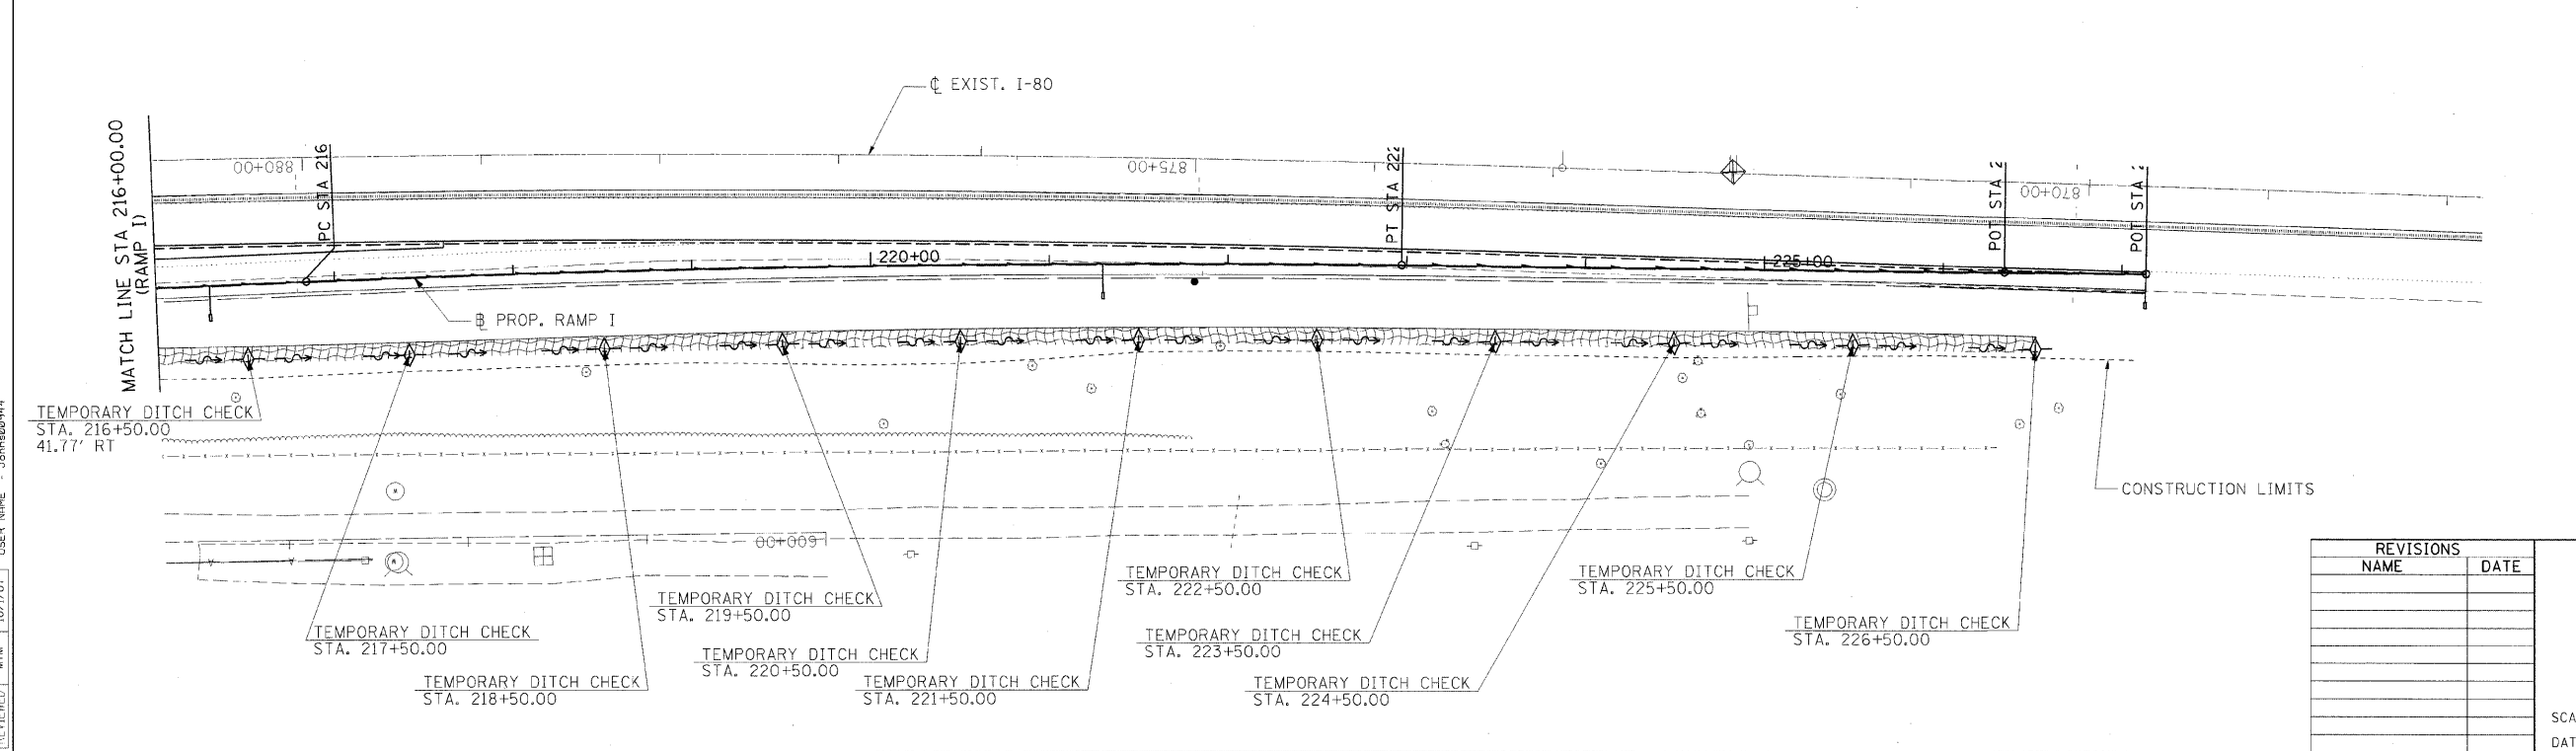 ℄ EXIST. I-80
MATCH LINE STA 216+00.00
(RAMP I)
880+00
PC STA 216
875+00
PT STA 222
POT STA 2
870+00
POT STA 2
220+00
225+00
PROP. RAMP I
TEMPORARY DITCH CHECK
STA. 216+50.00
41.77' RT
CONSTRUCTION LIMITS
600+00
TEMPORARY DITCH CHECK
STA. 217+50.00
TEMPORARY DITCH CHECK
STA. 218+50.00
TEMPORARY DITCH CHECK
STA. 219+50.00
TEMPORARY DITCH CHECK
STA. 220+50.00
TEMPORARY DITCH CHECK
STA. 221+50.00
TEMPORARY DITCH CHECK
STA. 222+50.00
TEMPORARY DITCH CHECK
STA. 223+50.00
TEMPORARY DITCH CHECK
STA. 224+50.00
TEMPORARY DITCH CHECK
STA. 225+50.00
TEMPORARY DITCH CHECK
STA. 226+50.00
REVISIONS
NAME DATE
SCA
DAT
USER NAME -